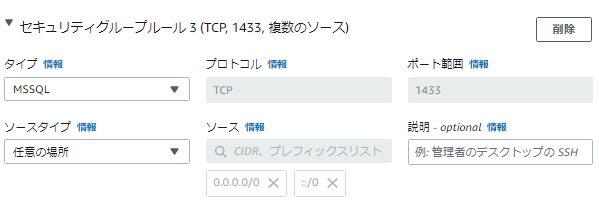 セキュリティグループルール 3 (TCP, 1433, 複数のソース)
削除
タイプ 情報
プロトコル 情報
ポート範囲 情報
MSSQL
TCP
1433
ソースタイプ 情報
ソース 情報
説明 - optional 情報
任意の場所
CIDR、プレフィックスリスト
例: 管理者のデスクトップの SSH
0.0.0.0/0 ×
::/0 ×